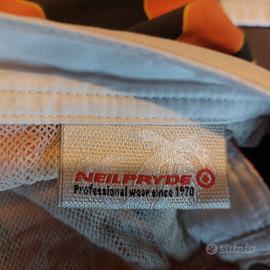 NEILPRYDE
Professional wear since 1970
subito